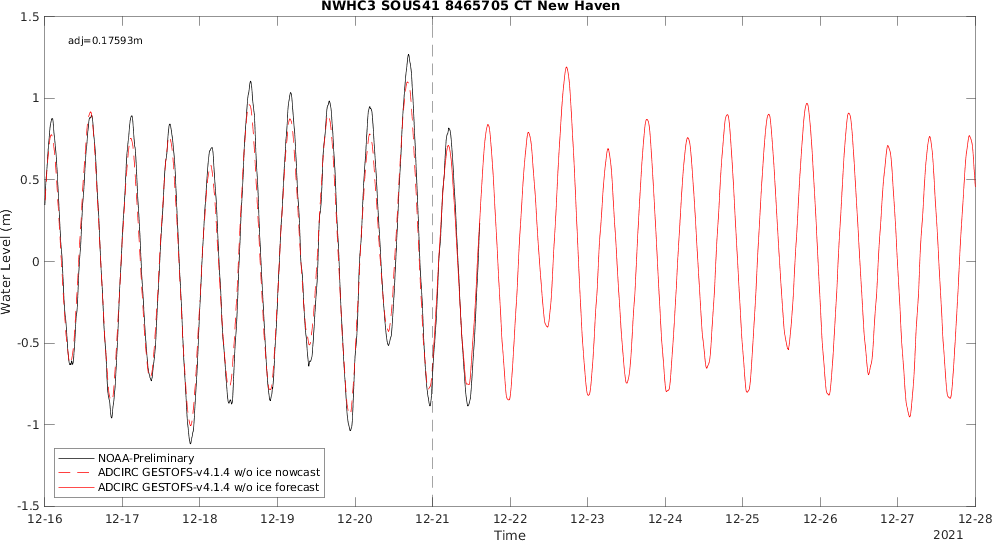 NWHC3 SOUS41 8465705 CT New Haven
adj=0.17593m
1.5
1
0.5
0
-0.5
-1
-1.5
Water Level (m)
NOAA-Preliminary
ADCIRC GESTOFS-v4.1.4 w/o ice nowcast
ADCIRC GESTOFS-v4.1.4 w/o ice forecast
12-16 12-17 12-18 12-19 12-20 12-21 12-22 12-23 12-24 12-25 12-26 12-27 12-28
Time
2021